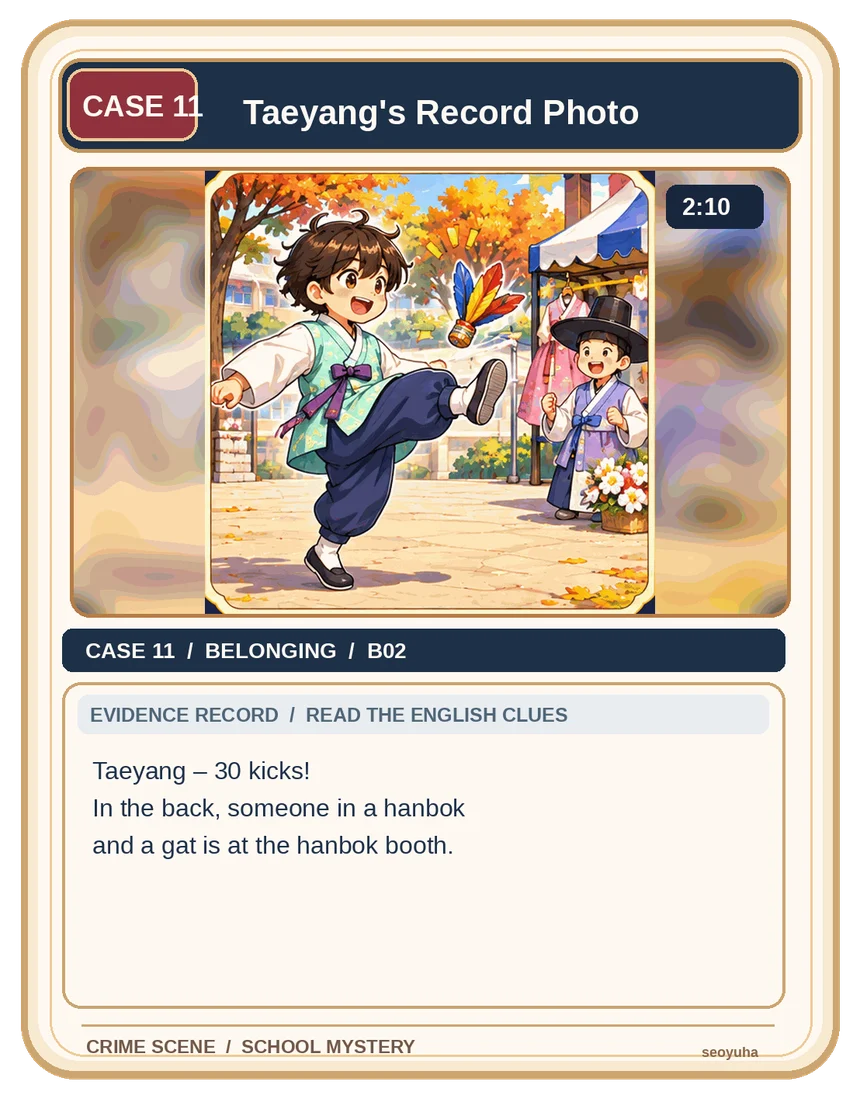 CASE 11
Taeyang's Record Photo
2:10
CASE 11 / BELONGING / B02
EVIDENCE RECORD / READ THE ENGLISH CLUES
Taeyang – 30 kicks!
In the back, someone in a hanbok
and a gat is at the hanbok booth.
CRIME SCENE / SCHOOL MYSTERY
seoyuha